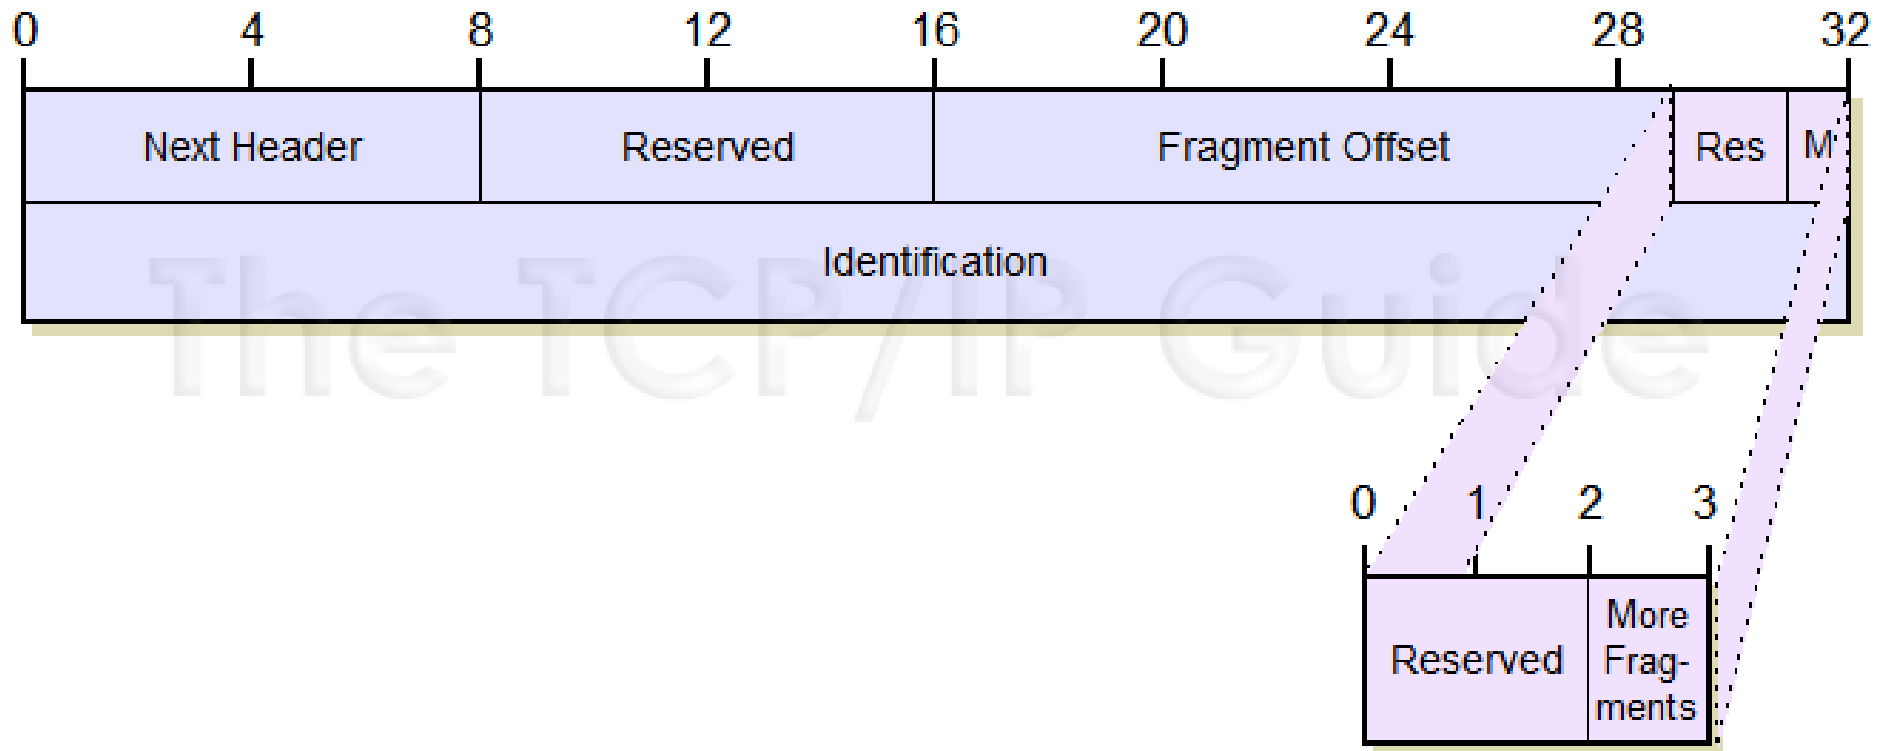 0 4 8 12 16 20 24 28 32
Next Header Reserved Fragment Offset Res M
Identification
The TCP/IP Guide
0 1 2 3
Reserved
More
Frag-
ments